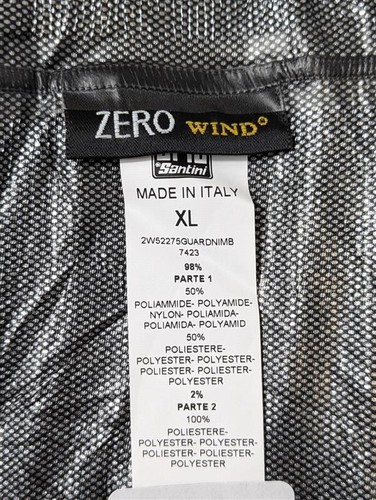 ZERO WIND°
Santini
MADE IN ITALY
XL
2W52275GUARDNIMB
7423
98%
PARTE 1
50%
POLIAMMIDE- POLYAMIDE-
NYLON- POLIAMIDA-
POLIAMIDA- POLYAMID
50%
POLIESTERE-
POLYESTER- POLYESTER-
POLIESTER- POLIESTER-
POLYESTER
2%
PARTE 2
100%
POLIESTERE-
POLYESTER- POLYESTER-
POLIESTER- POLIESTER-
POLYESTER